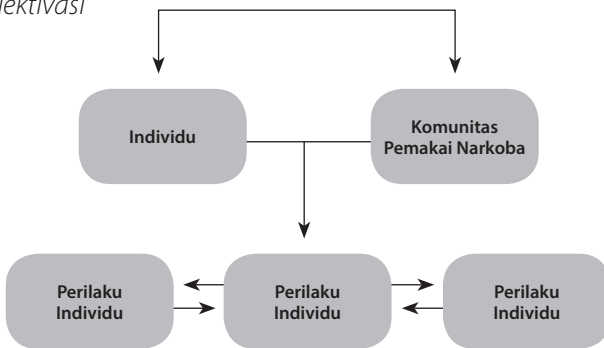 ektivasi
Individu
Komunitas
Pemakai Narkoba
Perilaku
Individu
Perilaku
Individu
Perilaku
Individu